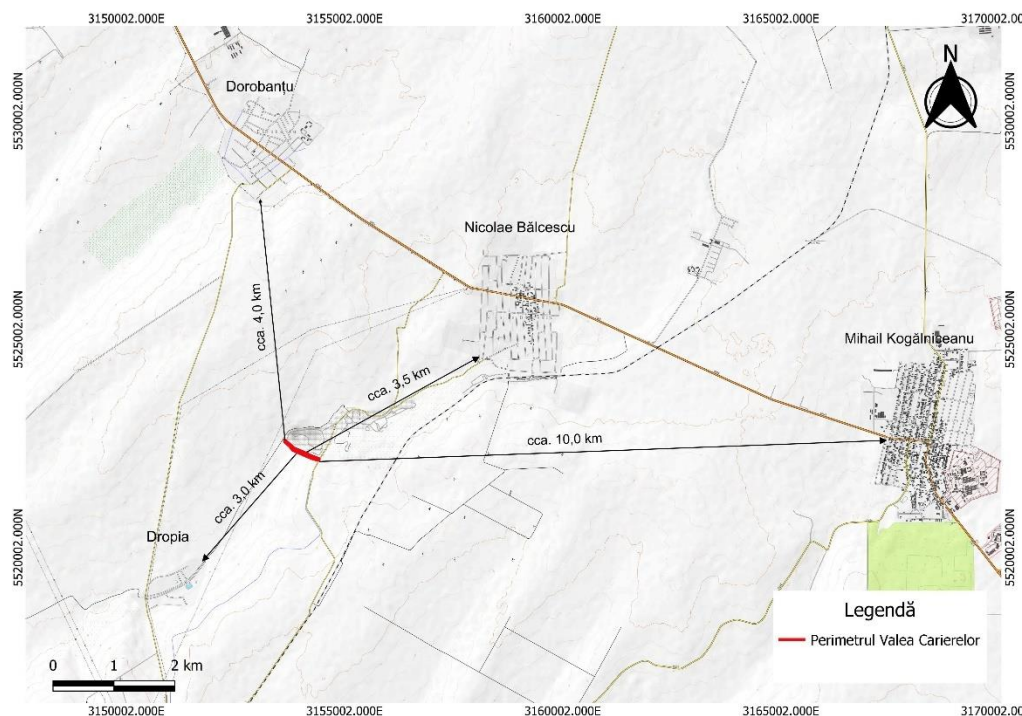 3150002.000E 3155002.000E 3160002.000E 3165002.000E 3170002.00
N
Dorobanțu
5530002.000N
5530002.000N
Nicolae Bălcescu
cca. 4,0 km
5525002.000N
5525002.000N
Mihail Kogălniceanu
cca. 3,5 km
cca. 10,0 km
cca. 3,0 km
Dropia
5520002.000N
5520002.000N
Legendă
Perimetrul Valea Carierelor
0 1 2 km
3150002.000E 3155002.000E 3160002.000E 3165002.000E 3170002.00